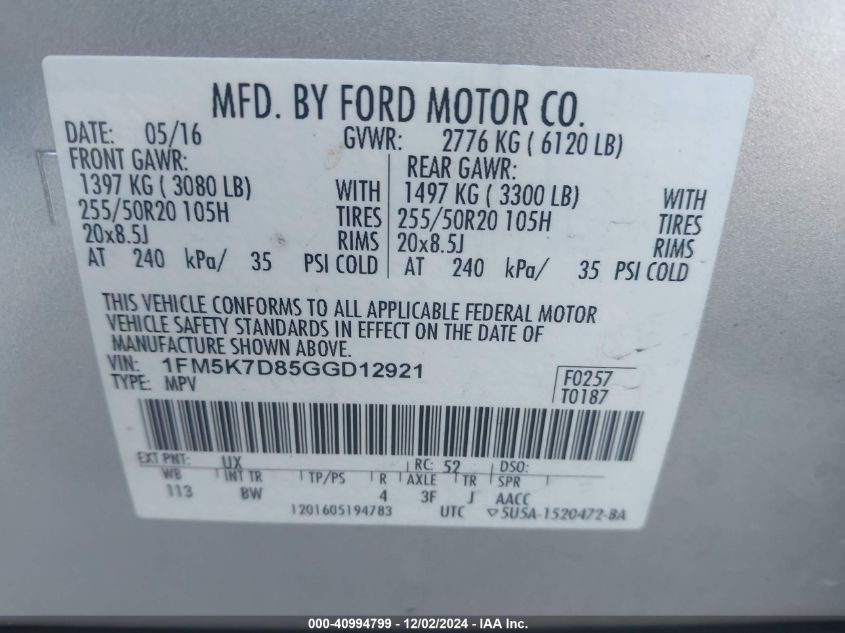 MFD. BY FORD MOTOR CO.
DATE: 05/16 GVWR: 2776 KG ( 6120 LB)
FRONT GAWR: REAR GAWR:
1397 KG ( 3080 LB) WITH 1497 KG ( 3300 LB) WITH
255/50R20 105H TIRES 255/50R20 105H TIRES
20x8.5J RIMS 20x8.5J RIMS
AT 240 kPa/ 35 PSI COLD AT 240 kPa/ 35 PSI COLD
THIS VEHICLE CONFORMS TO ALL APPLICABLE FEDERAL MOTOR
VEHICLE SAFETY STANDARDS IN EFFECT ON THE DATE OF
MANUFACTURE SHOWN ABOVE.
VIN: 1FM5K7D85GGD12921 F0257
TYPE: MPV T0187
EXT PNT: UX RC: 52 DSO:
WB INT TR TP/PS R AXLE TR SPR
113 BW 4 3F J AACC
1201605194783 UTC ▽5U5A-1520472-BA
000-40994799 - 12/02/2024 - IAA Inc.